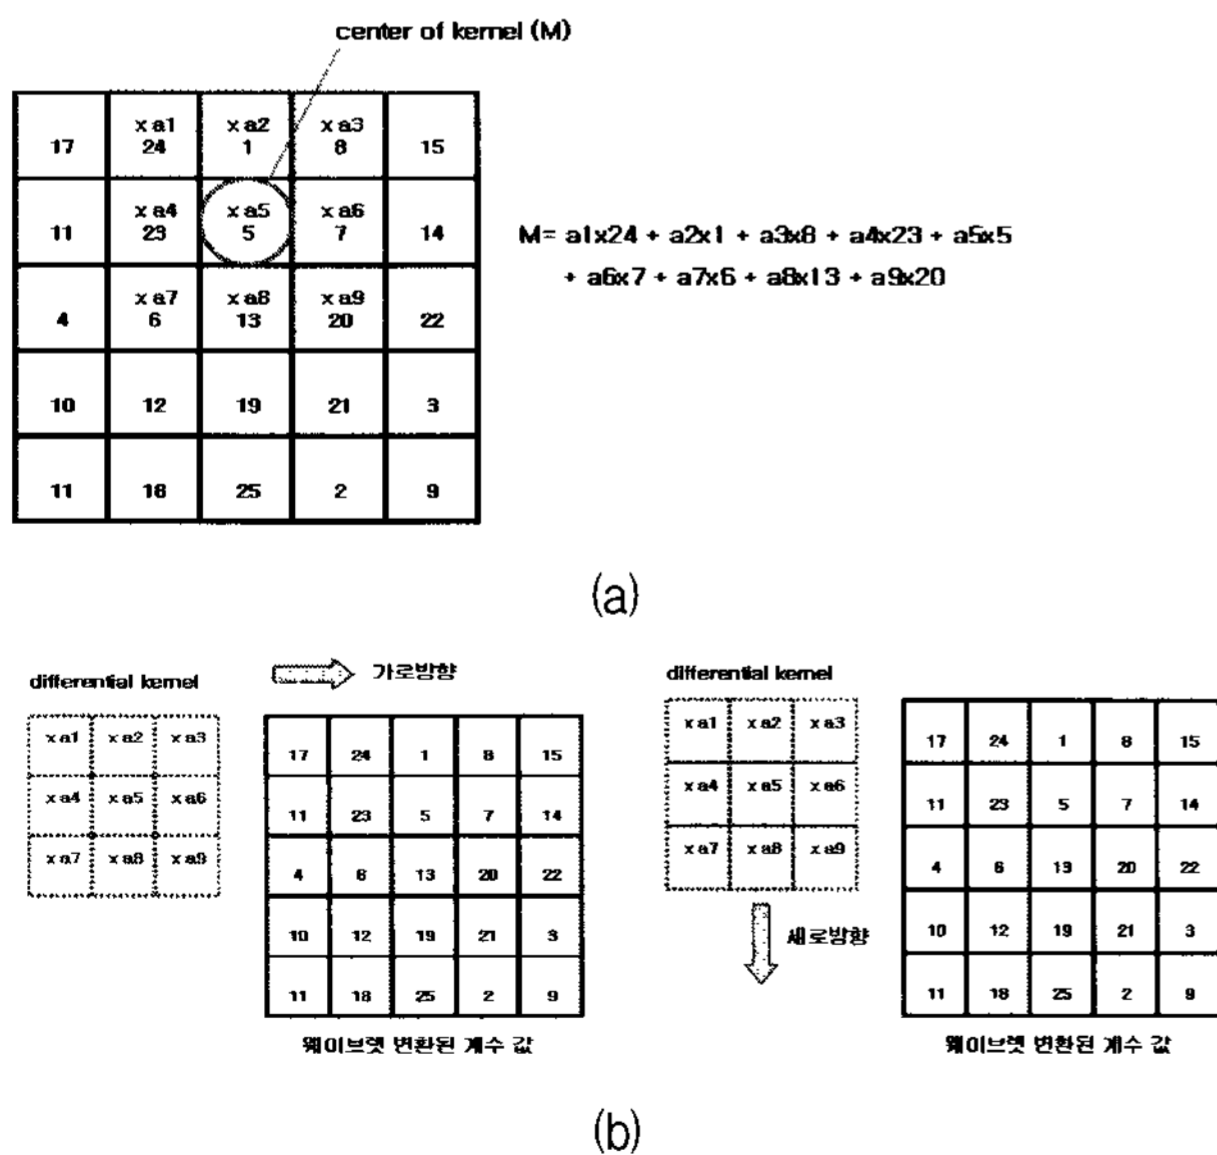 center of kernel (M)
17 x a1 24 x a2 1 x a3 8 15
11 x a4 23 x a5 5 x a6 7 14
4 x a7 6 x a8 13 x a9 20 22
10 12 19 21 3
11 18 25 2 9
M= a1x24 + a2x1 + a3x8 + a4x23 + a5x5
+ a6x7 + a7x6 + a8x13 + a9x20
(a)
differential kernel
가로방향
x a1 x a2 x a3
x a4 x a5 x a6
x a7 x a8 x a9
17 24 1 8 15
11 23 5 7 14
4 6 13 20 22
10 12 19 21 3
11 18 25 2 9
웨이브렛 변환된 계수 값
differential kernel
x a1 x a2 x a3
x a4 x a5 x a6
x a7 x a8 x a9
세로방향
17 24 1 8 15
11 23 5 7 14
4 6 13 20 22
10 12 19 21 3
11 18 25 2 9
웨이브렛 변환된 계수 값
(b)